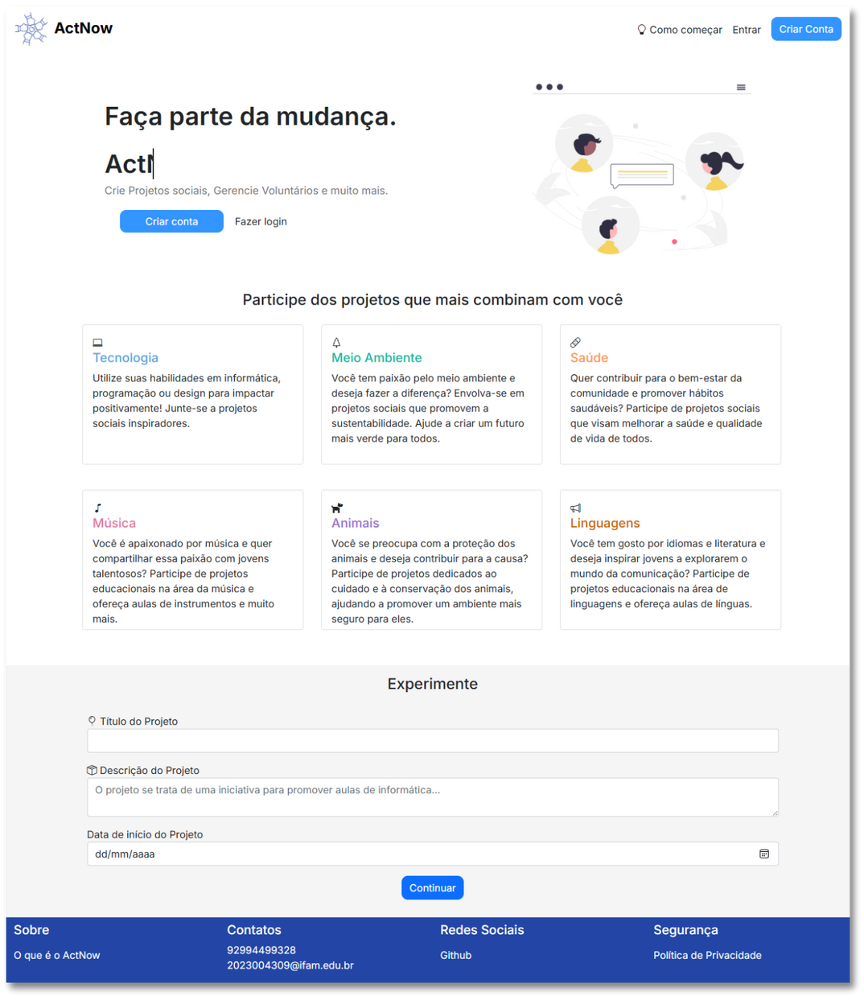 ActNow
Como começar Entrar Criar Conta
Faça parte da mudança.
Act
Crie Projetos sociais, Gerencie Voluntários e muito mais.
Criar conta Fazer login
Participe dos projetos que mais combinam com você
Tecnologia
Utilize suas habilidades em informática,
programação ou design para impactar
positivamente! Junte-se a projetos
sociais inspiradores.
Meio Ambiente
Você tem paixão pelo meio ambiente e
deseja fazer a diferença? Envolva-se em
projetos sociais que promovem a
sustentabilidade. Ajude a criar um futuro
mais verde para todos.
Saúde
Quer contribuir para o bem-estar da
comunidade e promover hábitos
saudáveis? Participe de projetos sociais
que visam melhorar a saúde e qualidade
de vida de todos.
Música
Você é apaixonado por música e quer
compartilhar essa paixão com jovens
talentosos? Participe de projetos
educacionais na área da música e
ofereça aulas de instrumentos e muito
mais.
Animais
Você se preocupa com a proteção dos
animais e deseja contribuir para a causa?
Participe de projetos dedicados ao
cuidado e à conservação dos animais,
ajudando a promover um ambiente mais
seguro para eles.
Linguagens
Você tem gosto por idiomas e literatura e
deseja inspirar jovens a explorarem o
mundo da comunicação? Participe de
projetos educacionais na área de
linguagens e ofereça aulas de línguas.
Experimente
Título do Projeto
Descrição do Projeto
O projeto se trata de uma iniciativa para promover aulas de informática...
Data de início do Projeto
dd/mm/aaaa
Continuar
Sobre
O que é o ActNow
Contatos
92994499328
2023004309@ifam.edu.br
Redes Sociais
Github
Segurança
Política de Privacidade